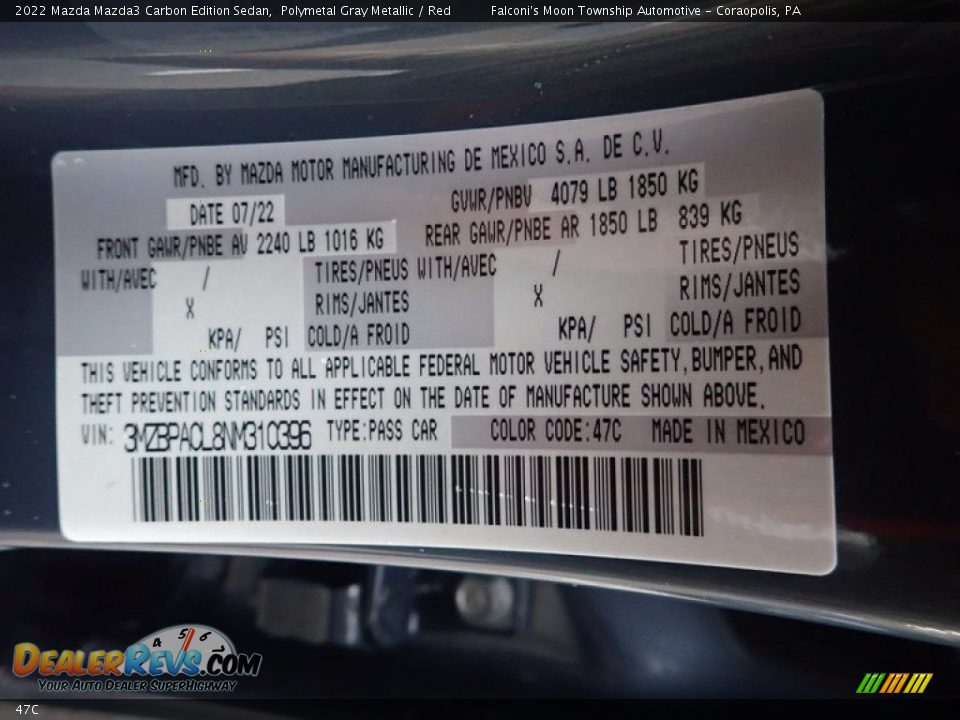 2022 Mazda Mazda3 Carbon Edition Sedan, Polymetal Gray Metallic / Red Falconi's Moon Township Automotive - Coraopolis, PA
MFD. BY MAZDA MOTOR MANUFACTURING DE MEXICO S.A. DE C.V.
DATE 07/22 GVWR/PNBV 4079 LB 1850 KG
FRONT GAWR/PNBE AV 2240 LB 1016 KG REAR GAWR/PNBE AR 1850 LB 839 KG
WITH/AVEC / TIRES/PNEUS WITH/AVEC / TIRES/PNEUS
X RIMS/JANTES X RIMS/JANTES
KPA/ PSI COLD/A FROID KPA/ PSI COLD/A FROID
THIS VEHICLE CONFORMS TO ALL APPLICABLE FEDERAL MOTOR VEHICLE SAFETY, BUMPER, AND
THEFT PREVENTION STANDARDS IN EFFECT ON THE DATE OF MANUFACTURE SHOWN ABOVE.
VIN: 3MZBPACL8NM310396 TYPE:PASS CAR COLOR CODE:47C MADE IN MEXICO
4 5 6
DEALERREVS.COM
YOUR AUTO DEALER SUPERHIGHWAY
47C